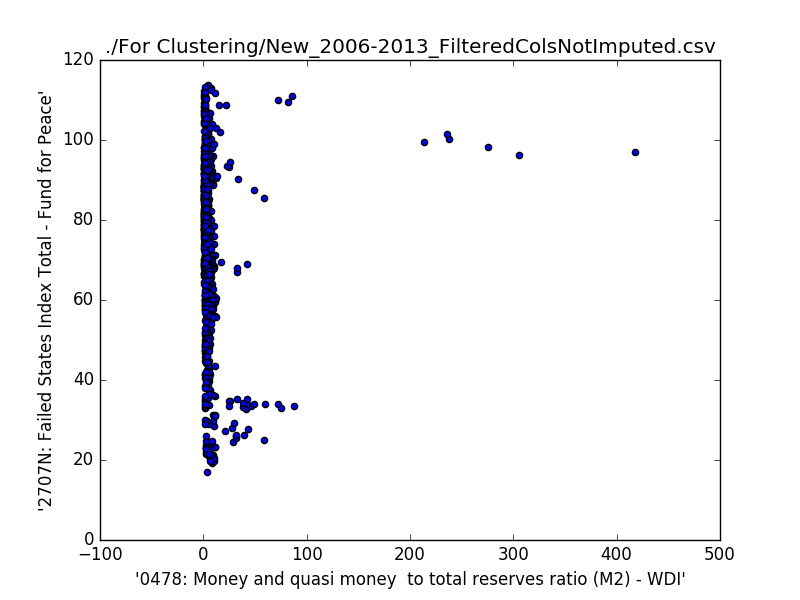 ./For Clustering/New_2006-2013_FilteredColsNotImputed.csv
120
100
80
60
40
20
0
'2707N: Failed States Index Total - Fund for Peace'
−100 0 100 200 300 400 500
'0478: Money and quasi money  to total reserves ratio (M2) - WDI'